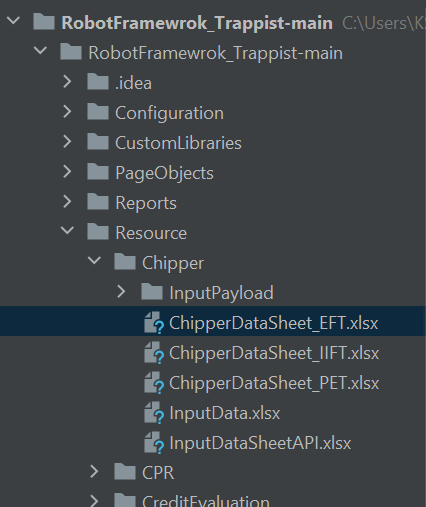 RobotFramewrok_Trappist-main C:\Users\K
RobotFramewrok_Trappist-main
.idea
Configuration
CustomLibraries
PageObjects
Reports
Resource
Chipper
InputPayload
ChipperDataSheet_EFT.xlsx
ChipperDataSheet_IIFT.xlsx
ChipperDataSheet_PET.xlsx
InputData.xlsx
InputDataSheetAPI.xlsx
CPR
CreditEvaluation